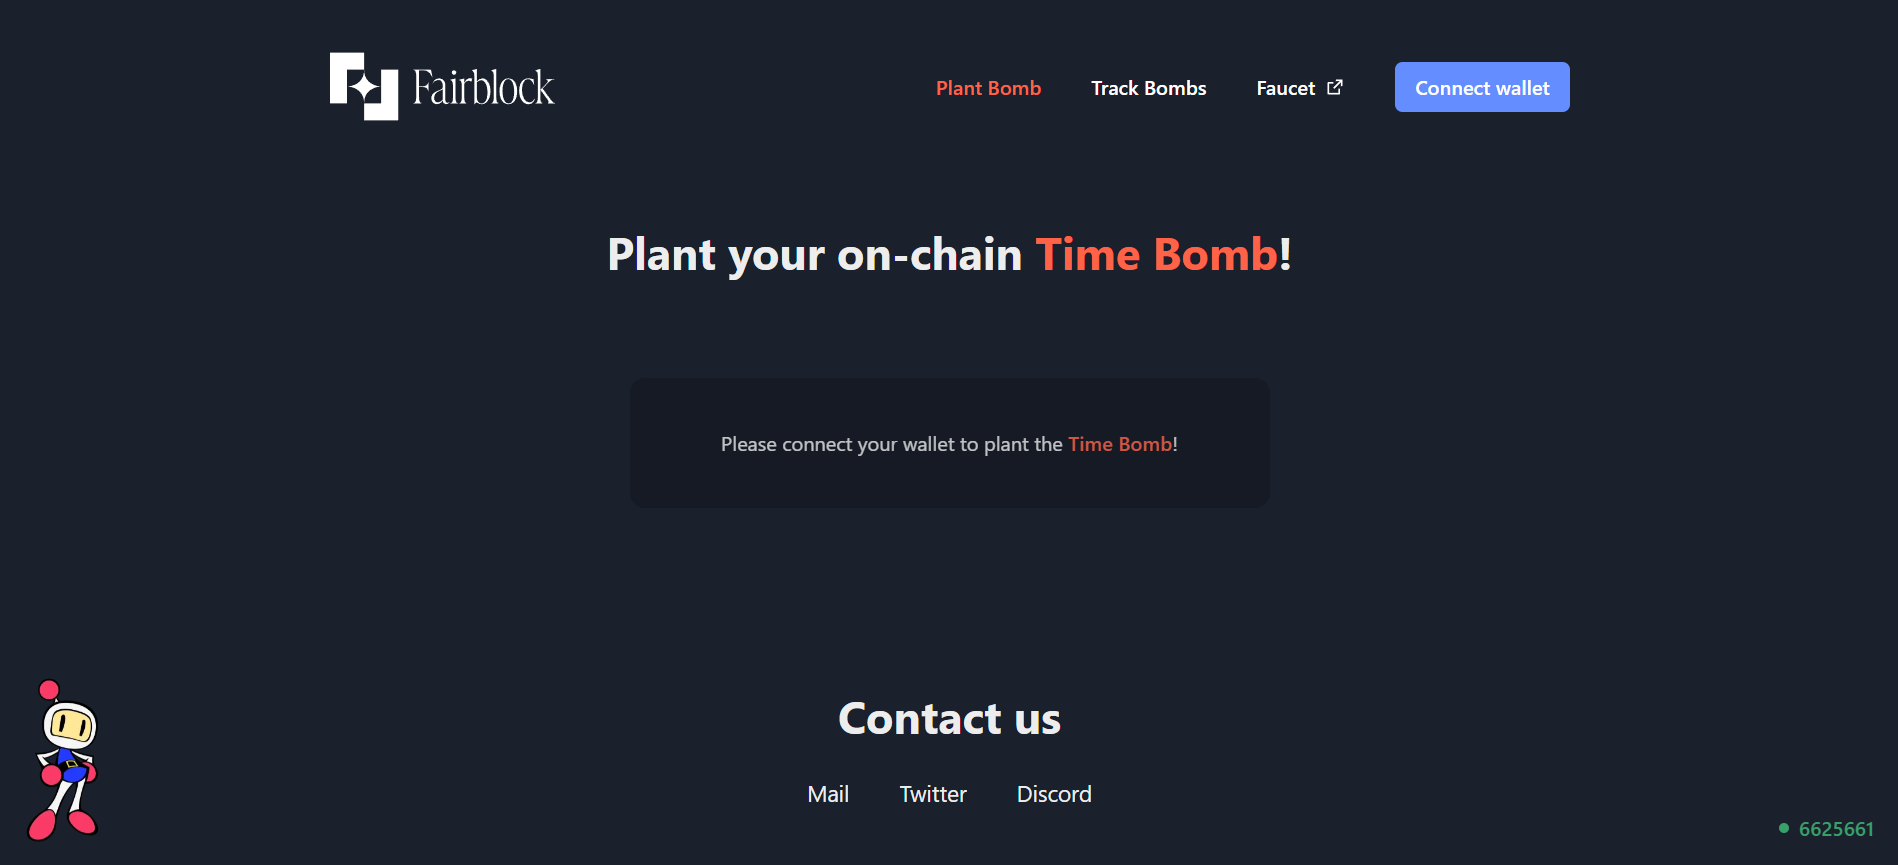 Fairblock
Plant Bomb
Track Bombs
Faucet
Connect wallet
Plant your on-chain Time Bomb!
Please connect your wallet to plant the Time Bomb!
Contact us
Mail
Twitter
Discord
6625661